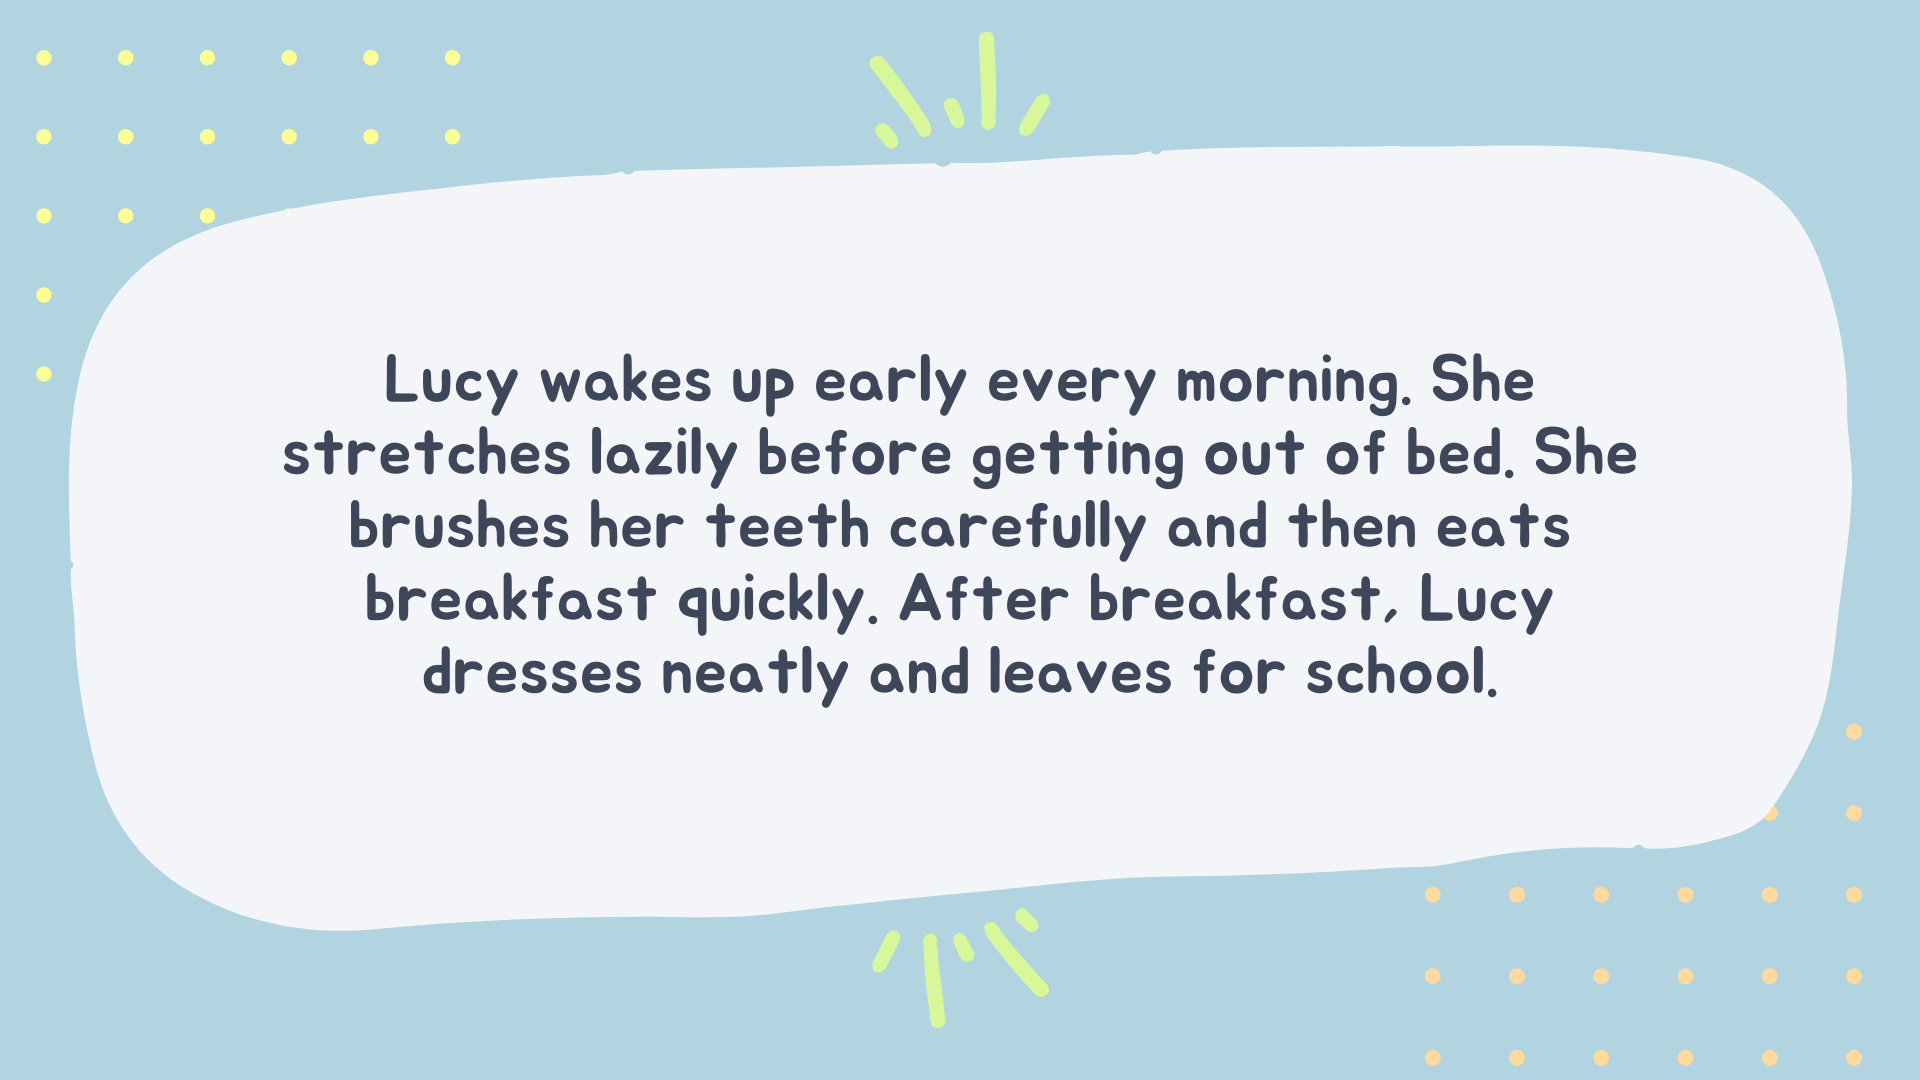 Lucy wakes up early every morning. She
stretches lazily before getting out of bed. She
brushes her teeth carefully and then eats
breakfast quickly. After breakfast, Lucy
dresses neatly and leaves for school.